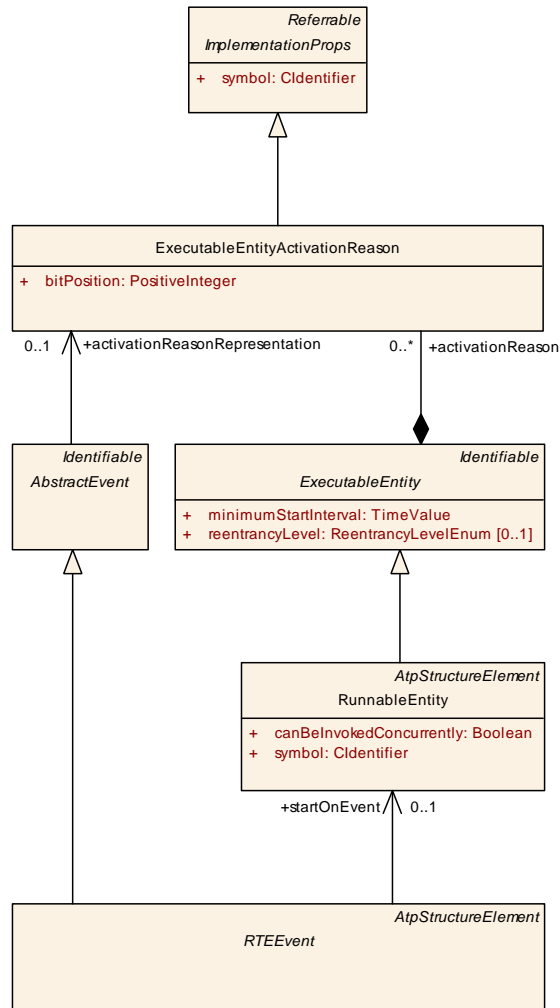 Referrable
ImplementationProps
+ symbol: CIdentifier
ExecutableEntityActivationReason
+ bitPosition: PositiveInteger
0..1 +activationReasonRepresentation
0..* +activationReason
Identifiable
AbstractEvent
Identifiable
ExecutableEntity
+ minimumStartInterval: TimeValue
+ reentrancyLevel: ReentrancyLevelEnum [0..1]
AtpStructureElement
RunnableEntity
+ canBeInvokedConcurrently: Boolean
+ symbol: CIdentifier
+startOnEvent 0..1
AtpStructureElement
RTEEvent